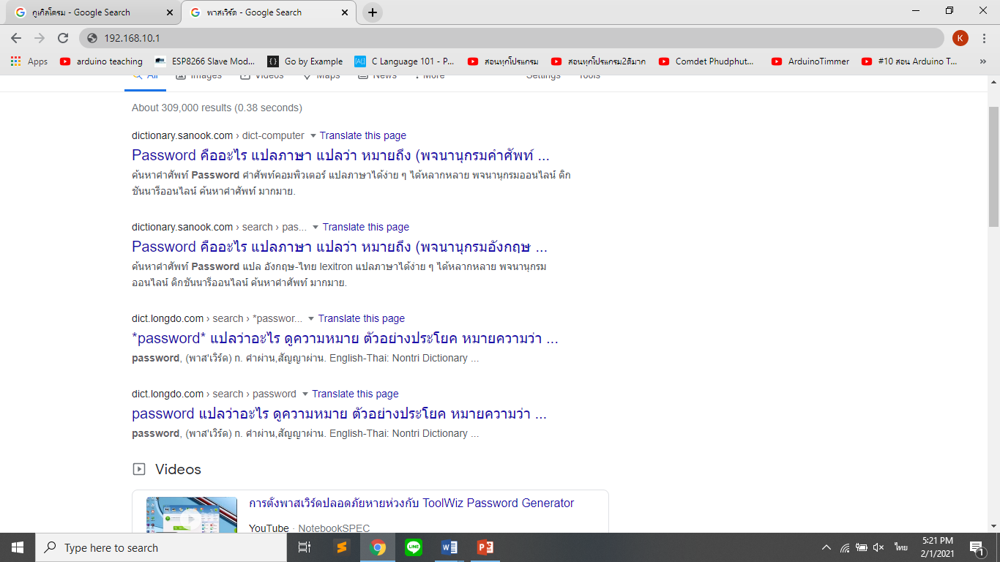 กูเกิลโครม - Google Search
พาสเวิร์ด - Google Search
192.168.10.1
K
Apps
arduino teaching
ESP8266 Slave Mod...
Go by Example
C Language 101 - P...
สอนทุกโปรแกรม
สอนทุกโปรแกรม2ดีมาก
Comdet Phudphut...
ArduinoTimmer
#10 สอน Arduino T...
All
Images
Videos
Maps
News
More
Settings
Tools
About 309,000 results (0.38 seconds)
dictionary.sanook.com › dict-computer Translate this page
Password คืออะไร แปลภาษา แปลว่า หมายถึง (พจนานุกรมคำศัพท์ ...
ค้นหาคำศัพท์ Password คำศัพท์คอมพิวเตอร์ แปลภาษาได้ง่าย ๆ ได้หลากหลาย พจนานุกรมออนไลน์ ดิก
ชันนารีออนไลน์ ค้นหาคำศัพท์ มากมาย.
dictionary.sanook.com › search › pas... Translate this page
Password คืออะไร แปลภาษา แปลว่า หมายถึง (พจนานุกรมอังกฤษ ...
ค้นหาคำศัพท์ Password แปล อังกฤษ-ไทย lexitron แปลภาษาได้ง่าย ๆ ได้หลากหลาย พจนานุกรม
ออนไลน์ ดิกชันนารีออนไลน์ ค้นหาคำศัพท์ มากมาย.
dict.longdo.com › search › *passwor... Translate this page
*password* แปลว่าอะไร ดูความหมาย ตัวอย่างประโยค หมายความว่า ...
password, (พาส'เวิร์ด) n. คำผ่าน,สัญญาผ่าน. English-Thai: Nontri Dictionary ...
dict.longdo.com › search › password Translate this page
password แปลว่าอะไร ดูความหมาย ตัวอย่างประโยค หมายความว่า ...
password, (พาส'เวิร์ด) n. คำผ่าน,สัญญาผ่าน. English-Thai: Nontri Dictionary ...
Videos
การตั้งพาสเวิร์ดปลอดภัยหายห่วงกับ ToolWiz Password Generator
YouTube · NotebookSPEC
Type here to search
ไทย
5:21 PM
2/1/2021
1